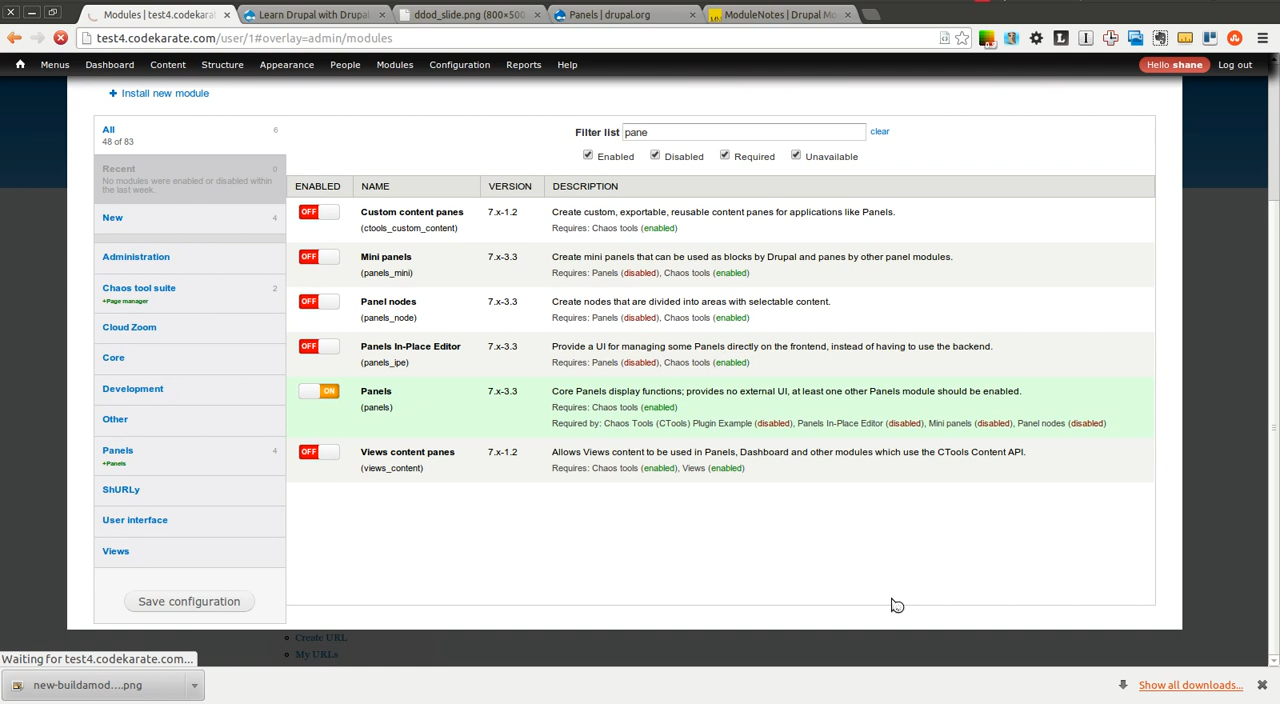 Modules | test4.codekarate.c
Learn Drupal with Drupal
ddod_slide.png (800×500
Panels | drupal.org
ModuleNotes | Drupal Mo
test4.codekarate.com/user/1#overlay=admin/modules
Menus Dashboard Content Structure Appearance People Modules Configuration Reports Help Hello shane Log out
+ Install new module
All 6
48 of 83
Recent 0
No modules were enabled or disabled within
the last week.
New 4
Administration
Chaos tool suite 2
+Page manager
Cloud Zoom
Core
Development
Other
Panels 4
+Panels
ShURLy
User interface
Views
Save configuration
Filter list pane clear
Enabled Disabled Required Unavailable
ENABLED NAME VERSION DESCRIPTION
OFF Custom content panes 7.x-1.2 Create custom, exportable, reusable content panes for applications like Panels.
(ctools_custom_content) Requires: Chaos tools (enabled)
OFF Mini panels 7.x-3.3 Create mini panels that can be used as blocks by Drupal and panes by other panel modules.
(panels_mini) Requires: Panels (disabled), Chaos tools (enabled)
OFF Panel nodes 7.x-3.3 Create nodes that are divided into areas with selectable content.
(panels_node) Requires: Panels (disabled), Chaos tools (enabled)
OFF Panels In-Place Editor 7.x-3.3 Provide a UI for managing some Panels directly on the frontend, instead of having to use the backend.
(panels_ipe) Requires: Panels (disabled), Chaos tools (enabled)
ON Panels 7.x-3.3 Core Panels display functions; provides no external UI, at least one other Panels module should be enabled.
(panels) Requires: Chaos tools (enabled)
Required by: Chaos Tools (CTools) Plugin Example (disabled), Panels In-Place Editor (disabled), Mini panels (disabled), Panel nodes (disabled)
OFF Views content panes 7.x-1.2 Allows Views content to be used in Panels, Dashboard and other modules which use the CTools Content API.
(views_content) Requires: Chaos tools (enabled), Views (enabled)
Create URL
My URLs
Waiting for test4.codekarate.com...
new-buildamod....png
Show all downloads...